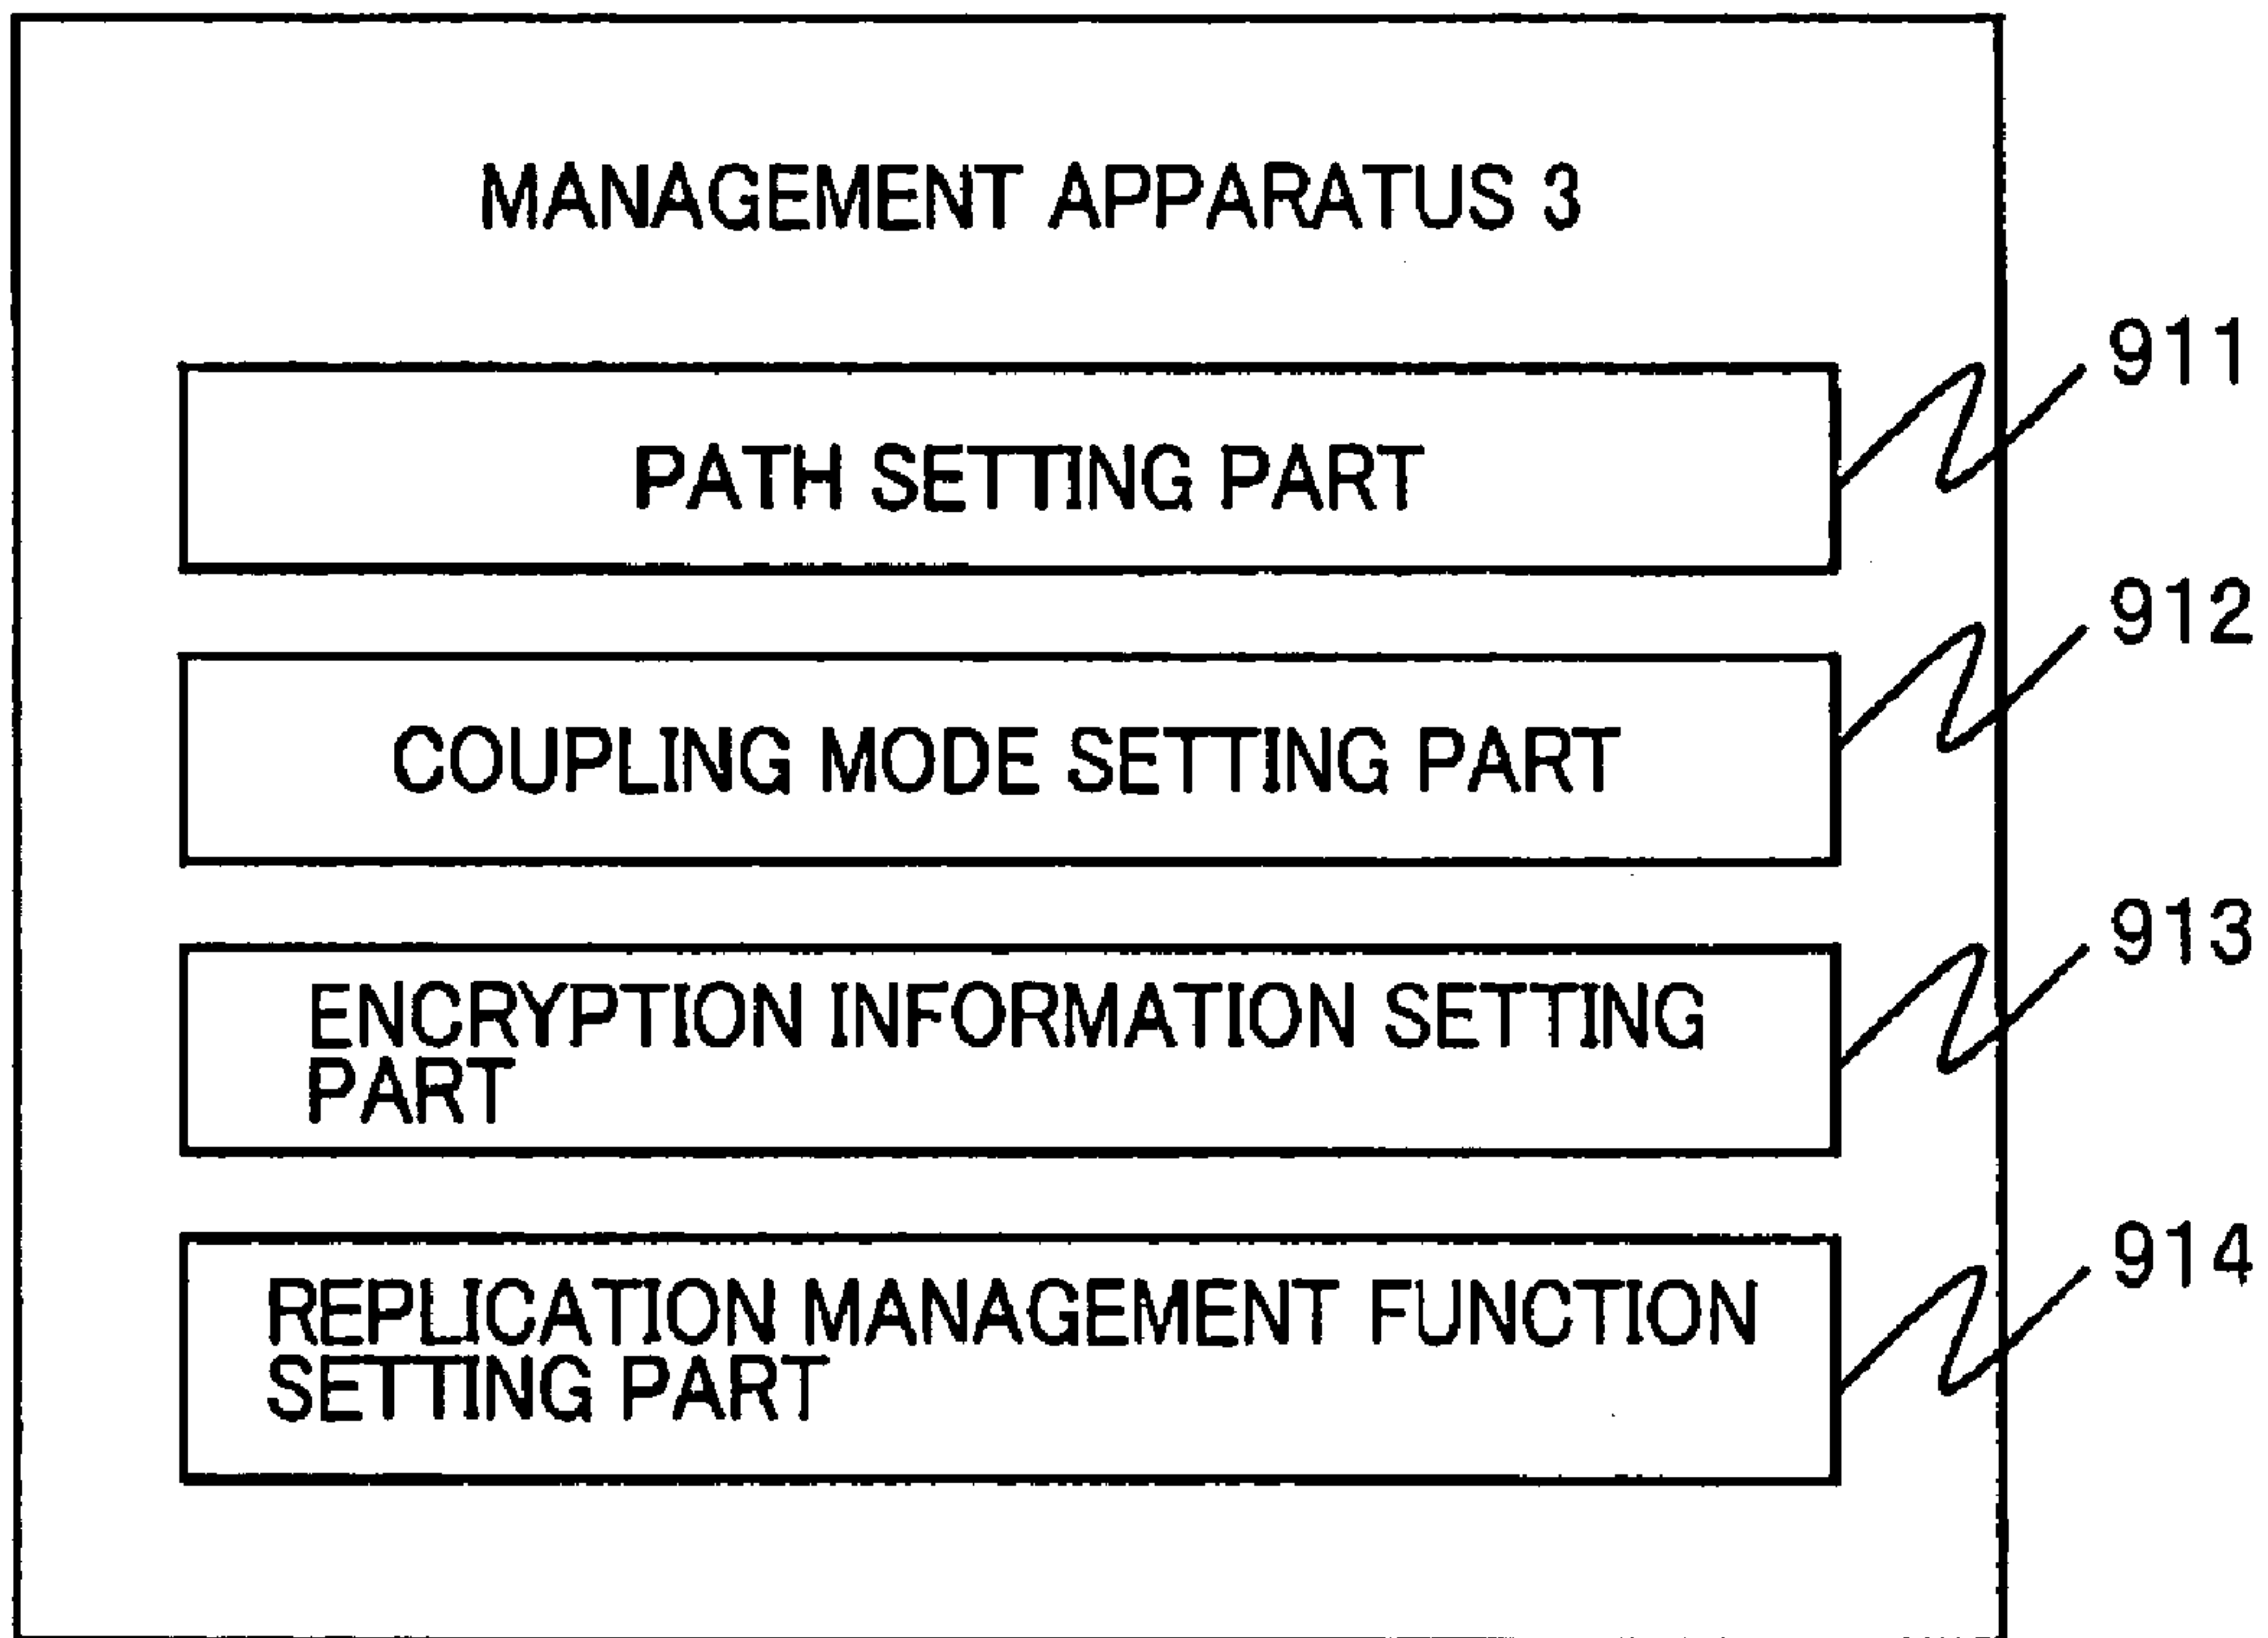 MANAGEMENT APPARATUS 3
911
PATH SETTING PART
912
COUPLING MODE SETTING PART
913
ENCRYPTION INFORMATION SETTING
PART
914
REPLICATION MANAGEMENT FUNCTION
SETTING PART